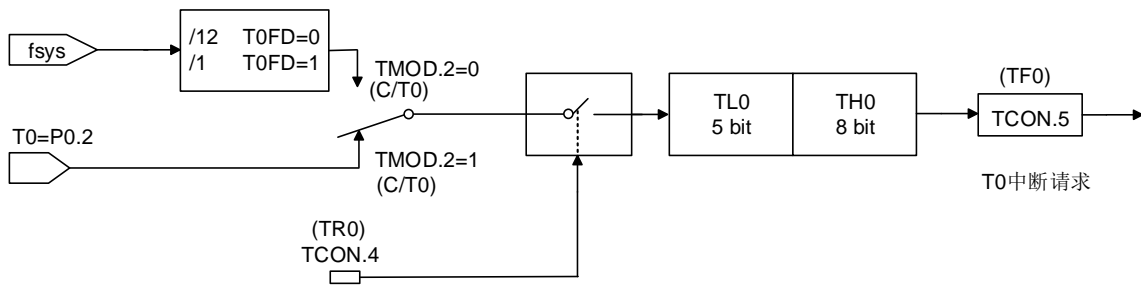 fsys
/12 T0FD=0
/1 T0FD=1
TMOD.2=0
(C/T0)
T0=P0.2
TMOD.2=1
(C/T0)
(TR0)
TCON.4
TL0
5 bit
TH0
8 bit
(TF0)
TCON.5
T0中断请求